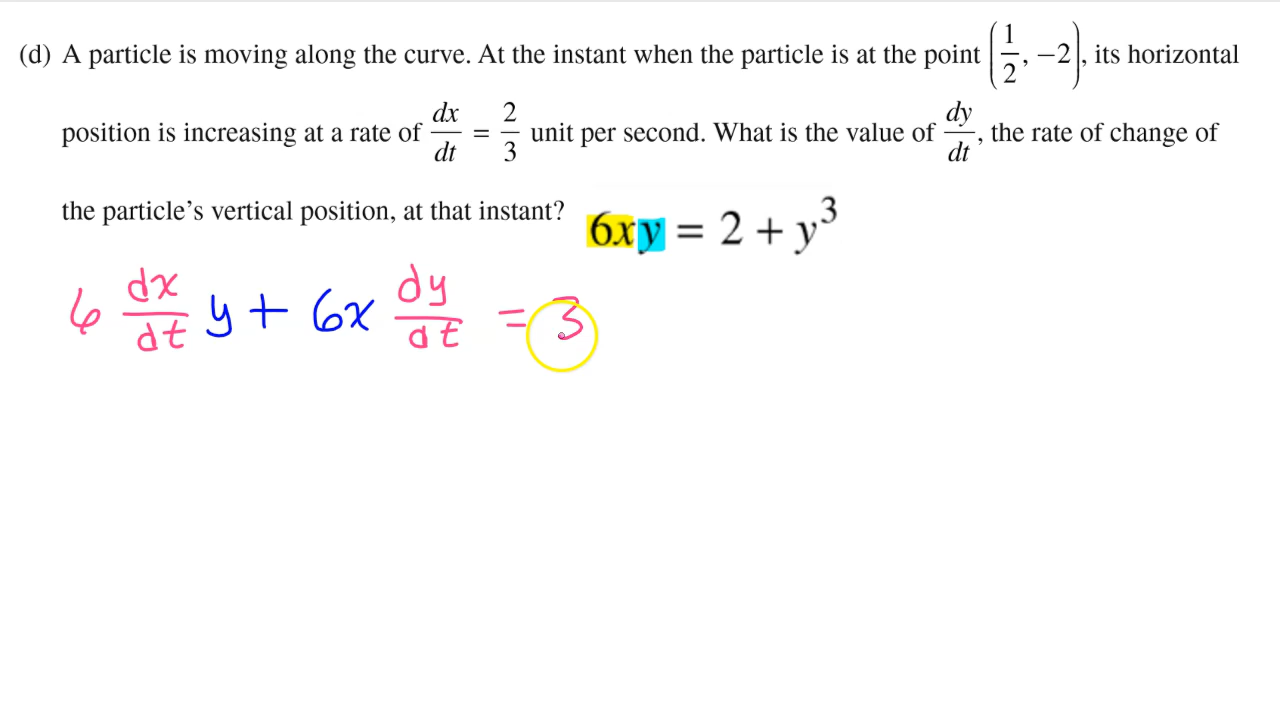 (d) A particle is moving along the curve. At the instant when the particle is at the point (1/2, −2), its horizontal
position is increasing at a rate of dx/dt = 2/3 unit per second. What is the value of dy/dt, the rate of change of
the particle's vertical position, at that instant? 6xy = 2 + y³
6 dx/dt y + 6x dy/dt = 3